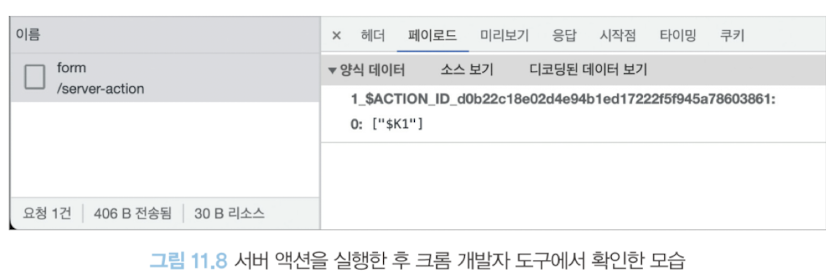 이름
× 헤더 페이로드 미리보기 응답 시작점 타이밍 쿠키
form
/server-action
▼양식 데이터 소스 보기 디코딩된 데이터 보기
1_$ACTION_ID_d0b22c18e02d4e94b1ed17222f5f945a78603861:
0: ["$K1"]
요청 1건 406 B 전송됨 30 B 리소스
그림 11.8 서버 액션을 실행한 후 크롬 개발자 도구에서 확인한 모습